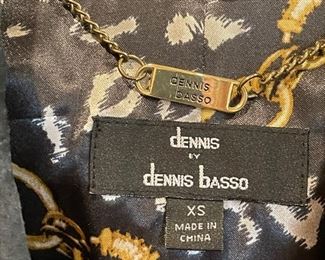 DENNIS
BASSO
dennis
BY
dennis basso
XS
MADE IN
CHINA